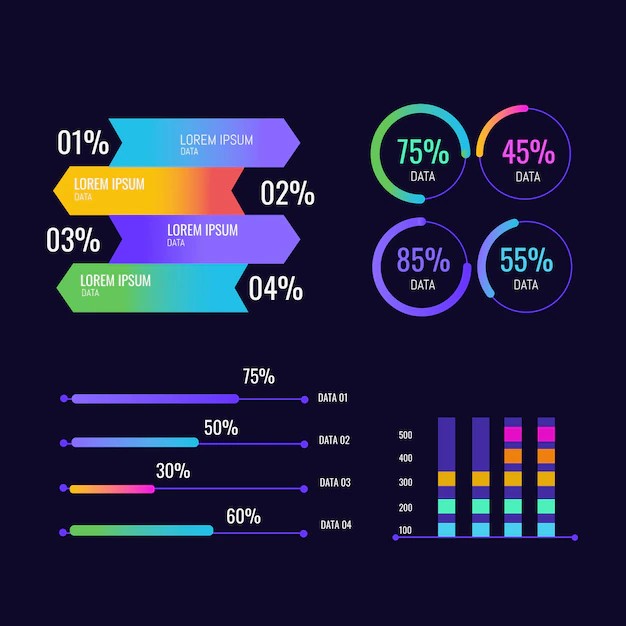 01%
LOREM IPSUM
DATA
LOREM IPSUM
DATA
02%
03%
LOREM IPSUM
DATA
LOREM IPSUM
DATA
04%
75%
DATA
45%
DATA
85%
DATA
55%
DATA
75%
DATA 01
50%
DATA 02
30%
DATA 03
60%
DATA 04
500
400
300
200
100